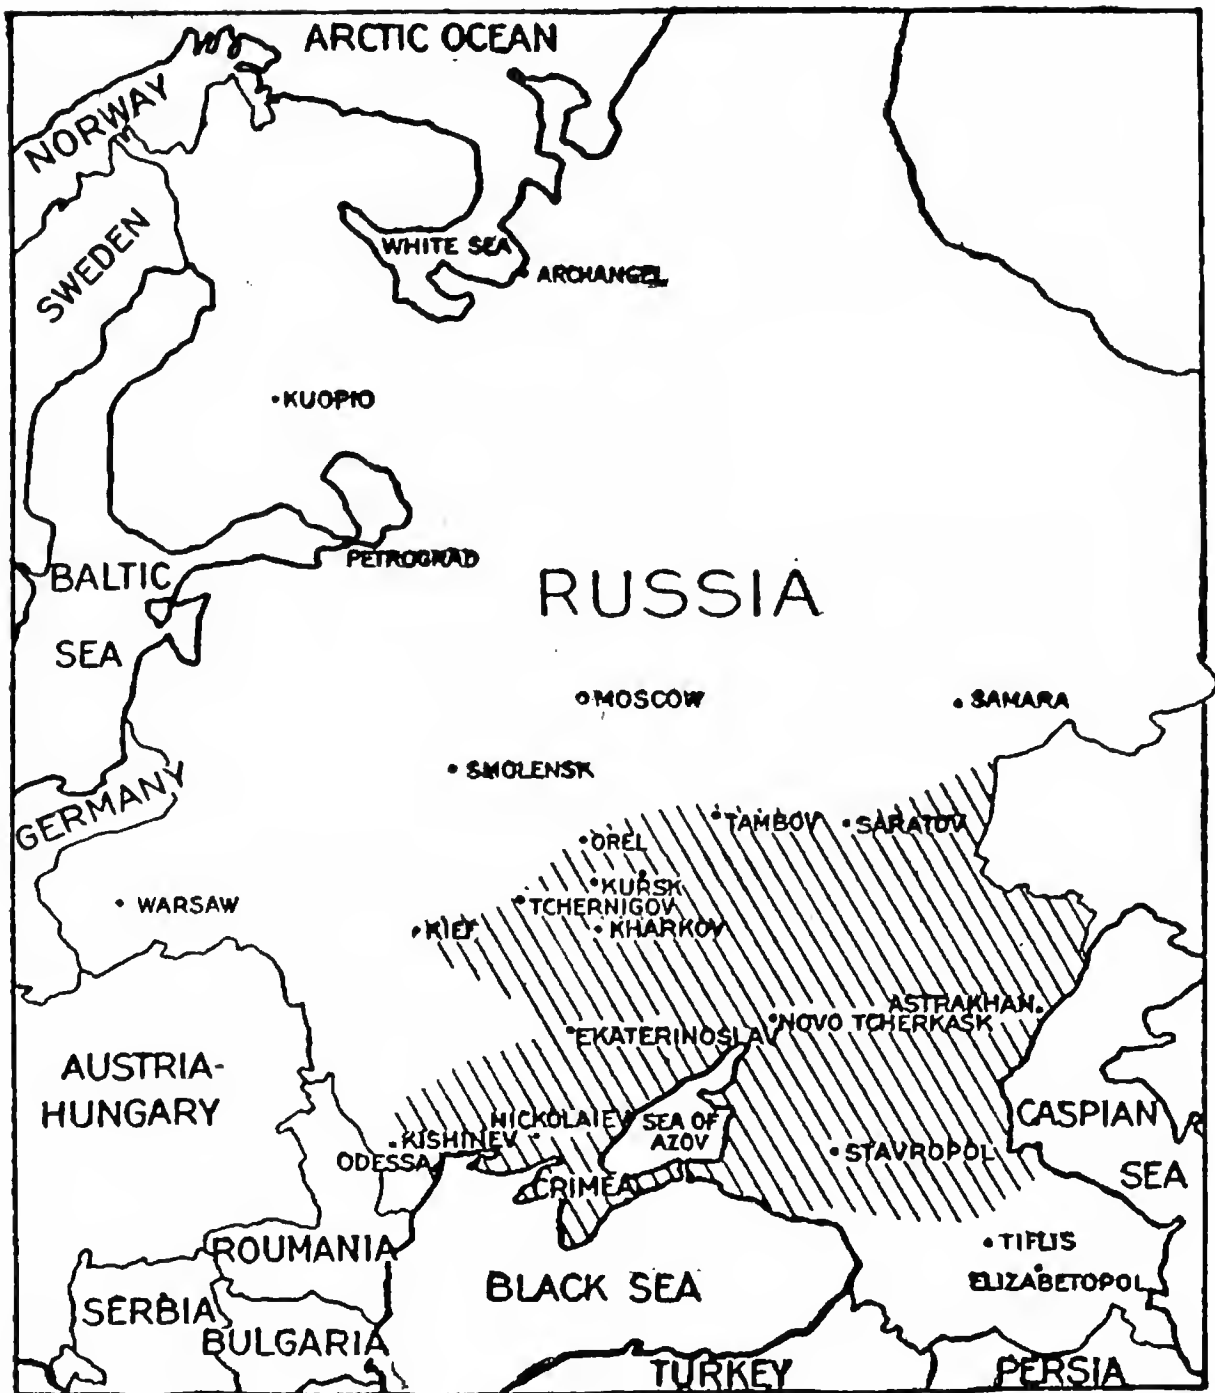 ARCTIC OCEAN
NORWAY
SWEDEN
WHITE SEA
ARCHANGEL
KUOPIO
PETROGRAD
BALTIC
SEA
RUSSIA
MOSCOW
SAMARA
SMOLENSK
GERMANY
TAMBOV
SARATOV
OREL
KURSK
TCHERNIGOV
WARSAW
KIEF
KHARKOV
ASTRAKHAN
NOVO TCHERKASK
EKATERINOSLAV
AUSTRIA-
HUNGARY
NICKOLAIEV
SEA OF
AZOV
CASPIAN
SEA
KISHINEV
ODESSA
STAVROPOL
CRIMEA
TIFLIS
ELIZABETOPOL
ROUMANIA
BLACK SEA
SERBIA
BULGARIA
TURKEY
PERSIA